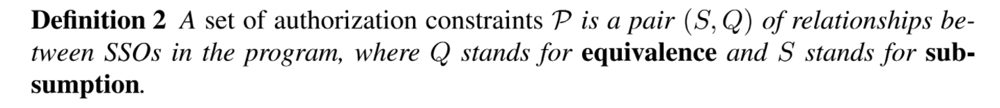 Definition 2 A set of authorization constraints 𝒫 is a pair (S, Q) of relationships be-
tween SSOs in the program, where Q stands for equivalence and S stands for sub-
sumption.